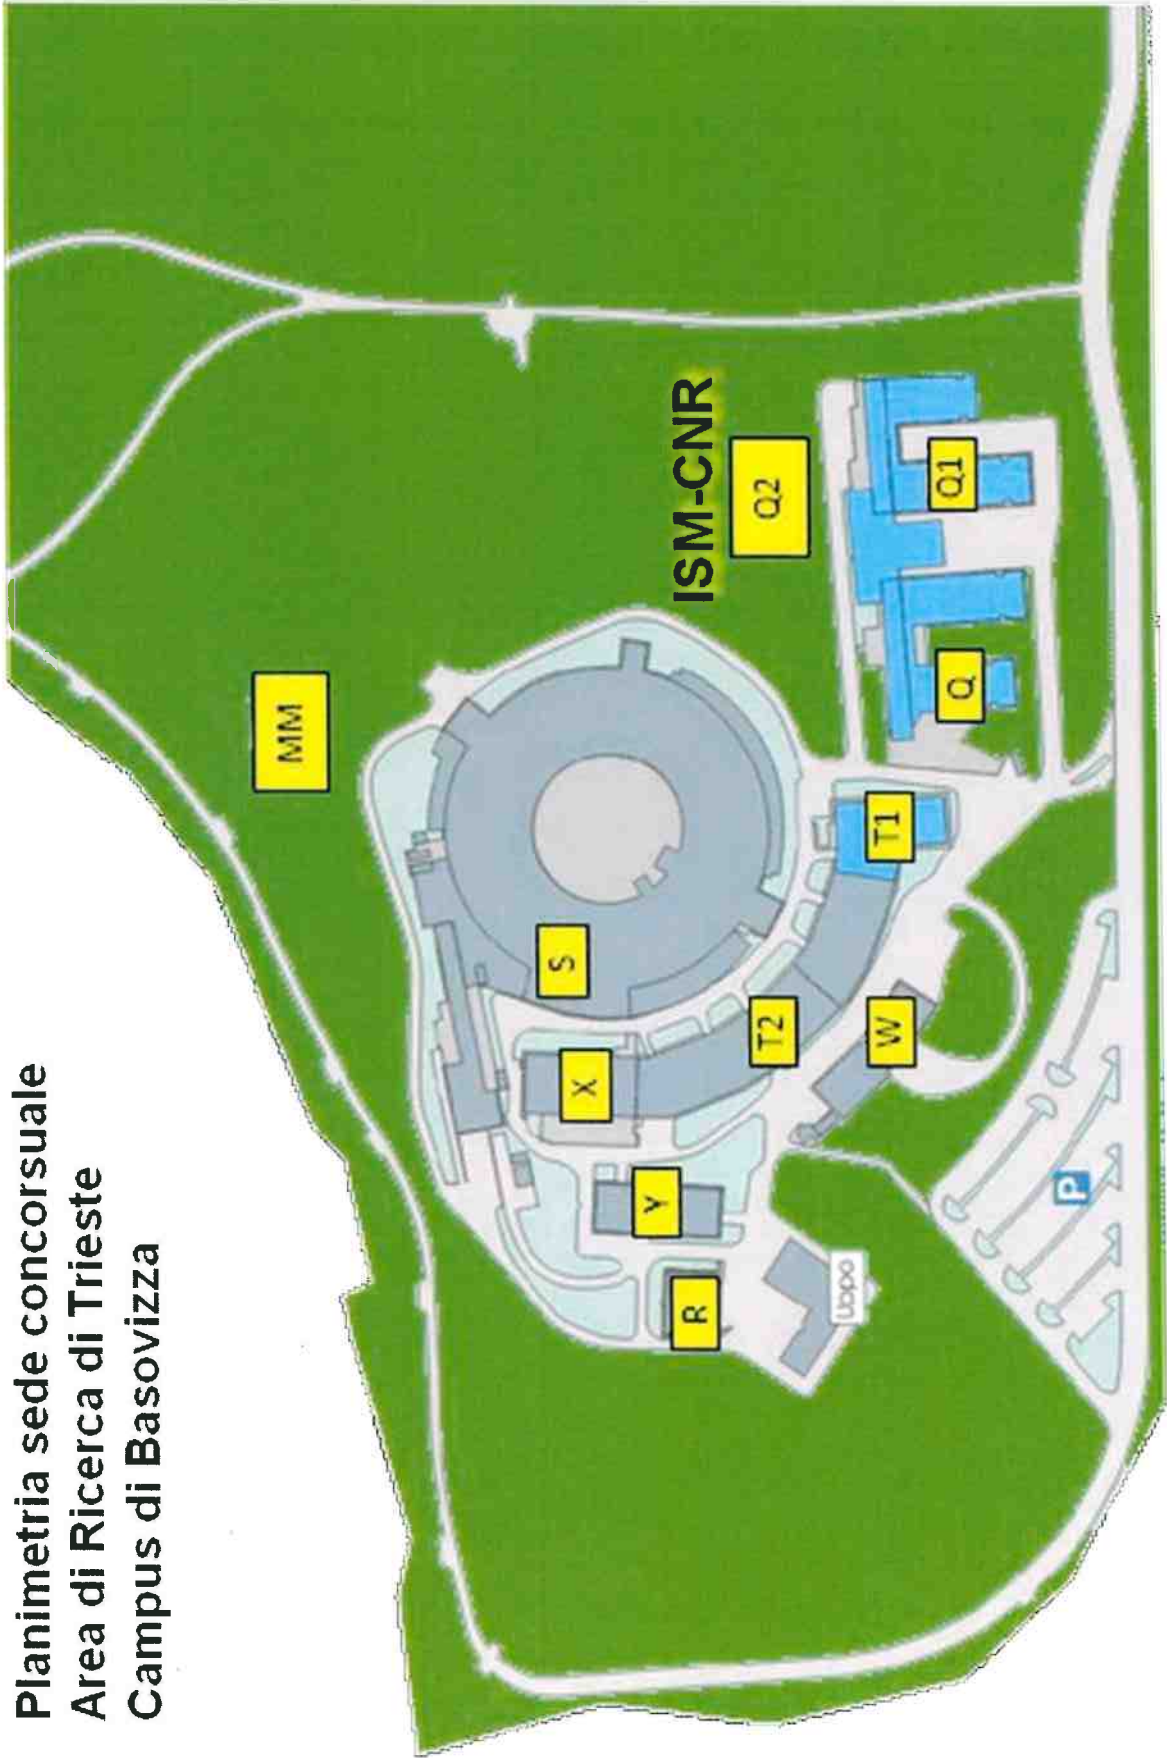 Planimetria sede concorsuale
Area di Ricerca di Trieste
Campus di Basovizza
MM
S
X
Y
R
ISM-CNR
T2
Q2
W
T1
Q
Q1
P